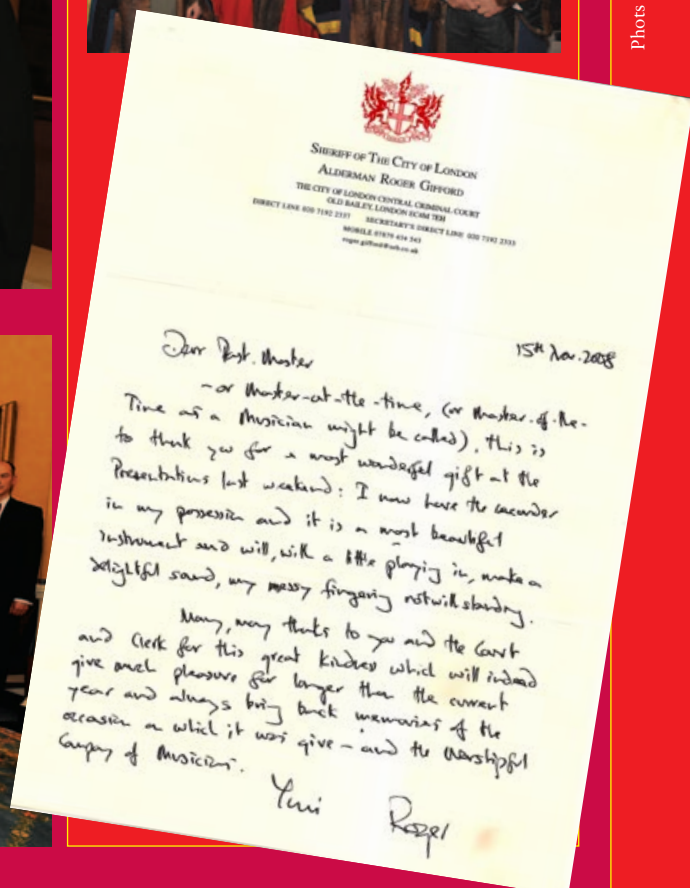 Phots
SHERIFF OF THE CITY OF LONDON
ALDERMAN ROGER GIFFORD
THE CITY OF LONDON CENTRAL CRIMINAL COURT
OLD BAILEY, LONDON EC4M 7EH
DIRECT LINE 020 7192 2337 SECRETARY'S DIRECT LINE 020 7192 2333
MOBILE
15th Nov. 2008
Dear Past. Master
- or Master-at-the-time, (or Master-of-the-
Time as a Musician might be called), this is
to thank you for a most wonderful gift at the
Presentations last weekend: I now have the recorder
in my possession and it is a most beautiful
instrument and will, with a little playing in, make a
delightful sound, my messy fingering notwithstanding.
Many, many thanks to you and the Court
and Clerk for this great kindness which will indeed
give much pleasure for longer than the current
year and always bring back memories of the
occasion on which it was give - and the Worshipful
Company of Musicians.
Yours
Roger